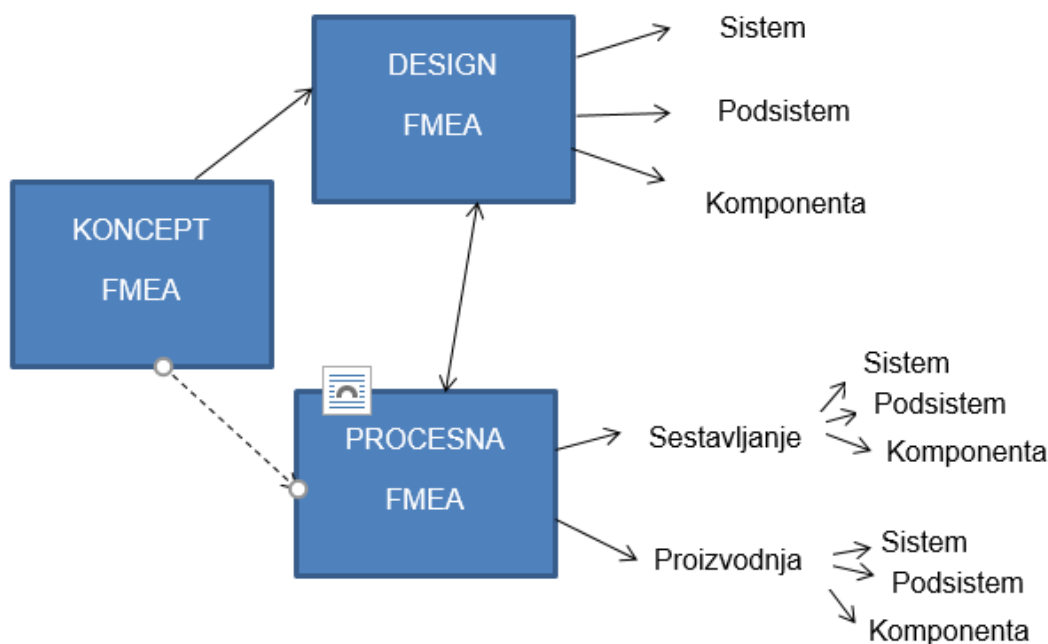 DESIGN
FMEA
Sistem
Podsistem
Komponenta
KONCEPT
FMEA
PROCESNA
FMEA
Sestavljanje
Sistem
Podsistem
Komponenta
Proizvodnja
Sistem
Podsistem
Komponenta